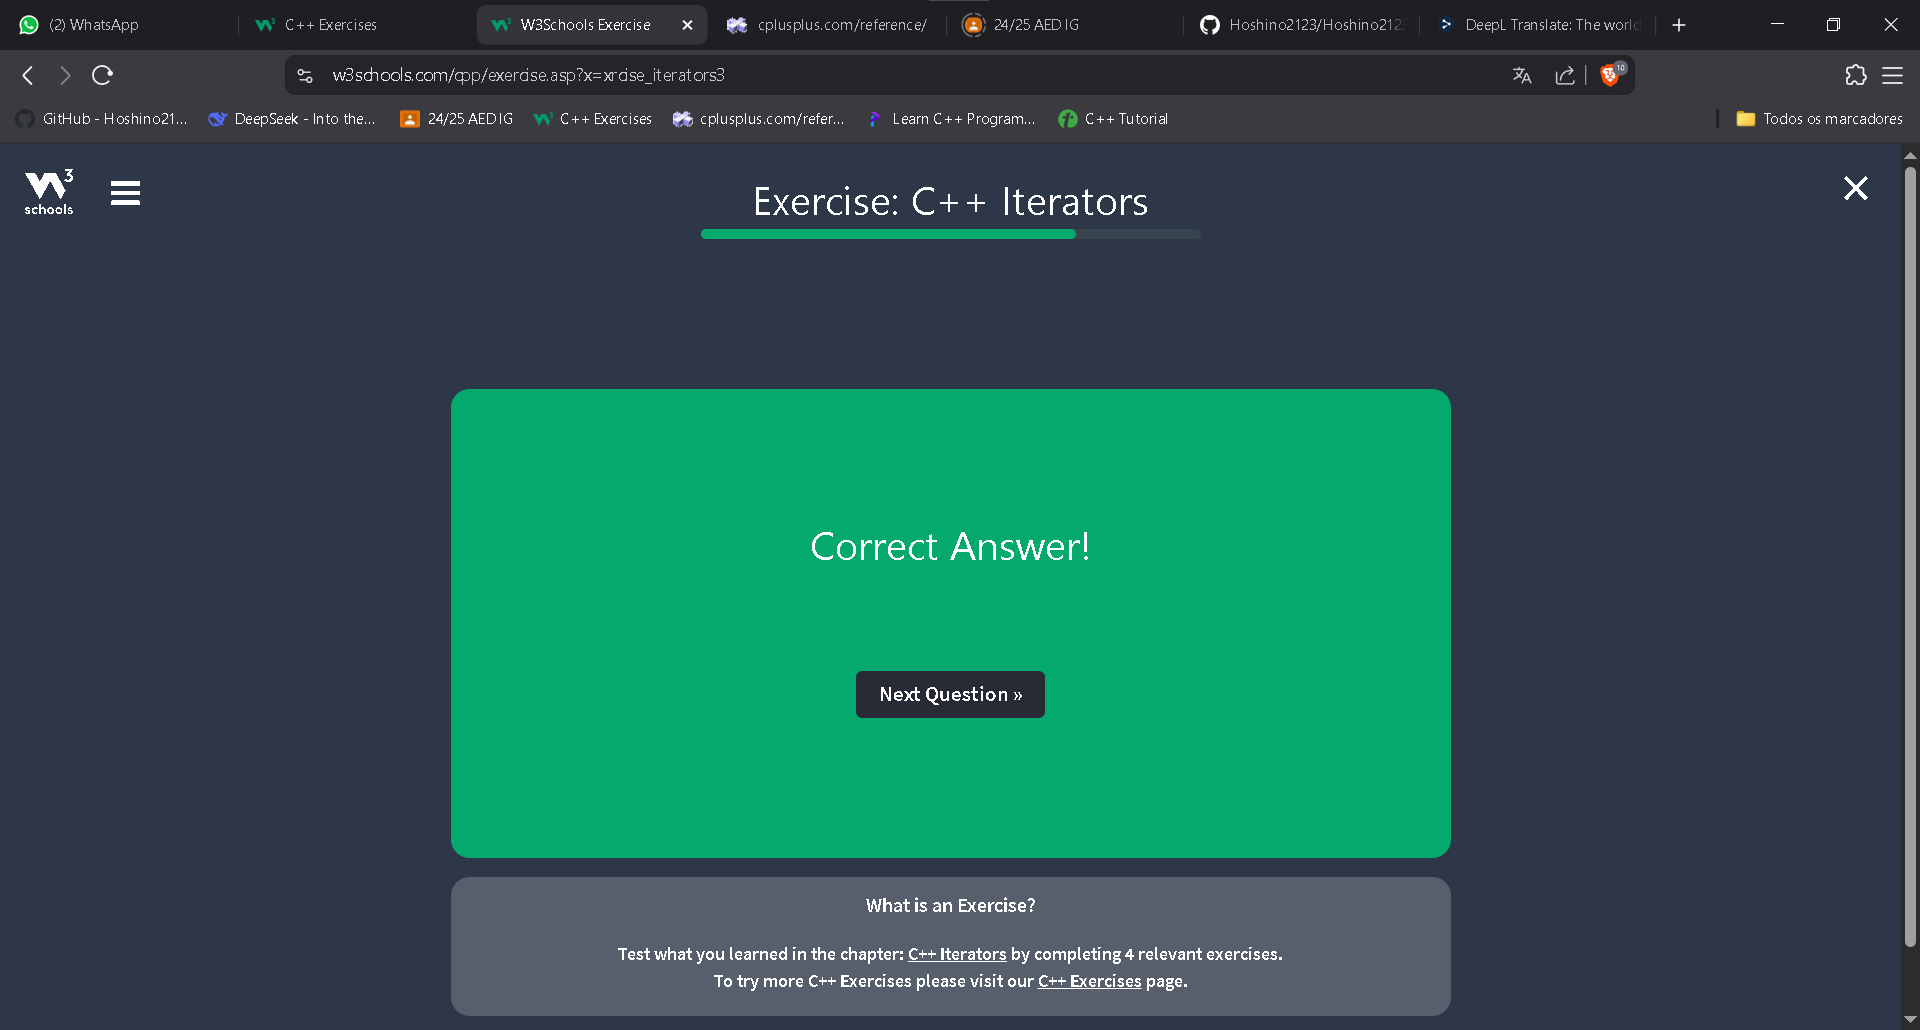 (2) WhatsApp
C++ Exercises
W3Schools Exercise
cplusplus.com/reference/
24/25 AED IG
Hoshino2123/Hoshino212
DeepL Translate: The world
w3schools.com/cpp/exercise.asp?x=xrcise_iterators3
10
GitHub - Hoshino21...
DeepSeek - Into the...
24/25 AED IG
C++ Exercises
cplusplus.com/refer...
Learn C++ Program...
C++ Tutorial
Todos os marcadores
W3
schools
Exercise: C++ Iterators
Correct Answer!
Next Question »
What is an Exercise?
Test what you learned in the chapter: C++ Iterators by completing 4 relevant exercises.
To try more C++ Exercises please visit our C++ Exercises page.